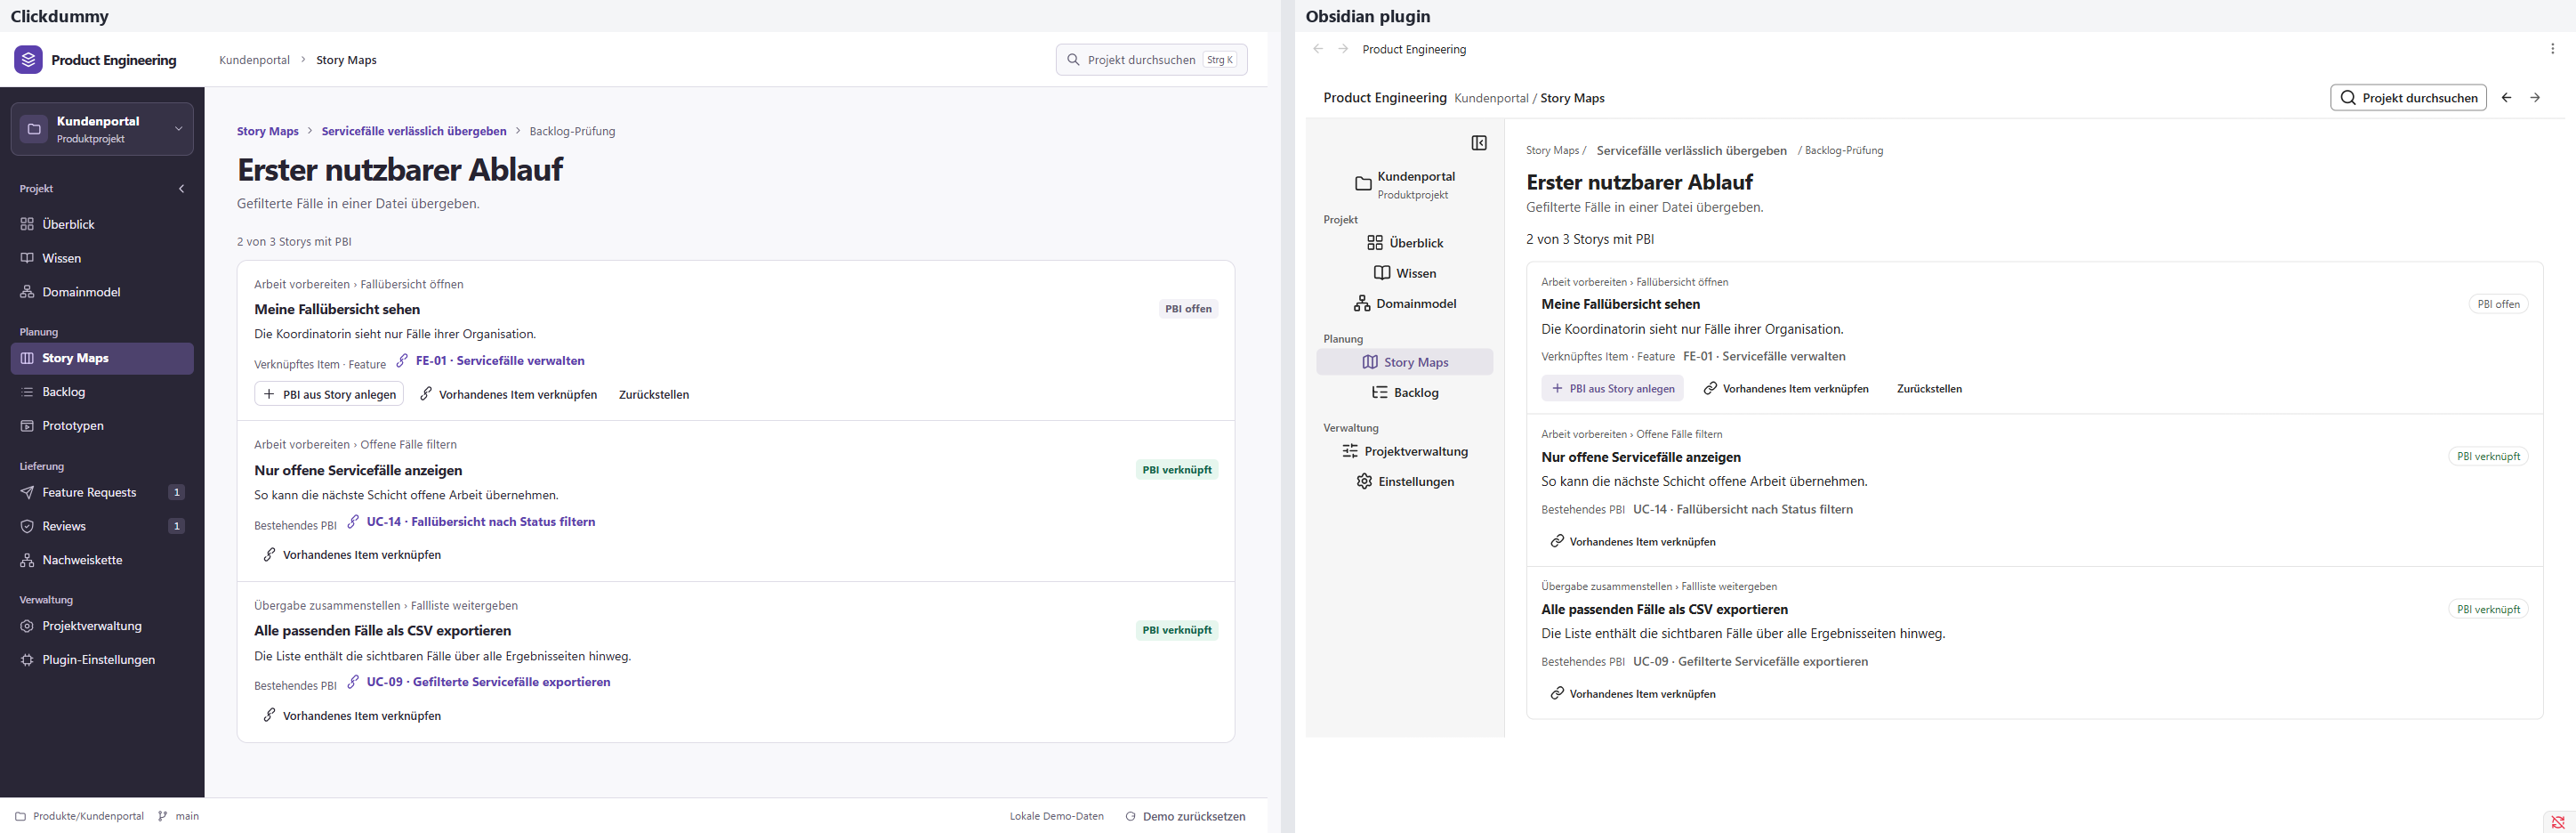 Clickdummy
Product Engineering
Kundenportal › Story Maps
Projekt durchsuchen Strg K
Kundenportal
Produktprojekt
Projekt
Überblick
Wissen
Domainmodel
Planung
Story Maps
Backlog
Prototypen
Lieferung
Feature Requests 1
Reviews 1
Nachweiskette
Verwaltung
Projektverwaltung
Plugin-Einstellungen
Story Maps › Servicefälle verlässlich übergeben › Backlog-Prüfung
Erster nutzbarer Ablauf
Gefilterte Fälle in einer Datei übergeben.
2 von 3 Storys mit PBI
Arbeit vorbereiten › Fallübersicht öffnen
Meine Fallübersicht sehen
PBI offen
Die Koordinatorin sieht nur Fälle ihrer Organisation.
Verknüpftes Item · Feature FE-01 · Servicefälle verwalten
PBI aus Story anlegen Vorhandenes Item verknüpfen Zurückstellen
Arbeit vorbereiten › Offene Fälle filtern
Nur offene Servicefälle anzeigen
PBI verknüpft
So kann die nächste Schicht offene Arbeit übernehmen.
Bestehendes PBI UC-14 · Fallübersicht nach Status filtern
Vorhandenes Item verknüpfen
Übergabe zusammenstellen › Fallliste weitergeben
Alle passenden Fälle als CSV exportieren
PBI verknüpft
Die Liste enthält die sichtbaren Fälle über alle Ergebnisseiten hinweg.
Bestehendes PBI UC-09 · Gefilterte Servicefälle exportieren
Vorhandenes Item verknüpfen
Produkte/Kundenportal main
Lokale Demo-Daten Demo zurücksetzen
Obsidian plugin
Product Engineering
Product Engineering Kundenportal / Story Maps
Projekt durchsuchen
Kundenportal
Produktprojekt
Projekt
Überblick
Wissen
Domainmodel
Planung
Story Maps
Backlog
Verwaltung
Projektverwaltung
Einstellungen
Story Maps / Servicefälle verlässlich übergeben / Backlog-Prüfung
Erster nutzbarer Ablauf
Gefilterte Fälle in einer Datei übergeben.
2 von 3 Storys mit PBI
Arbeit vorbereiten › Fallübersicht öffnen
Meine Fallübersicht sehen
PBI offen
Die Koordinatorin sieht nur Fälle ihrer Organisation.
Verknüpftes Item · Feature FE-01 · Servicefälle verwalten
PBI aus Story anlegen Vorhandenes Item verknüpfen Zurückstellen
Arbeit vorbereiten › Offene Fälle filtern
Nur offene Servicefälle anzeigen
PBI verknüpft
So kann die nächste Schicht offene Arbeit übernehmen.
Bestehendes PBI UC-14 · Fallübersicht nach Status filtern
Vorhandenes Item verknüpfen
Übergabe zusammenstellen › Fallliste weitergeben
Alle passenden Fälle als CSV exportieren
PBI verknüpft
Die Liste enthält die sichtbaren Fälle über alle Ergebnisseiten hinweg.
Bestehendes PBI UC-09 · Gefilterte Servicefälle exportieren
Vorhandenes Item verknüpfen